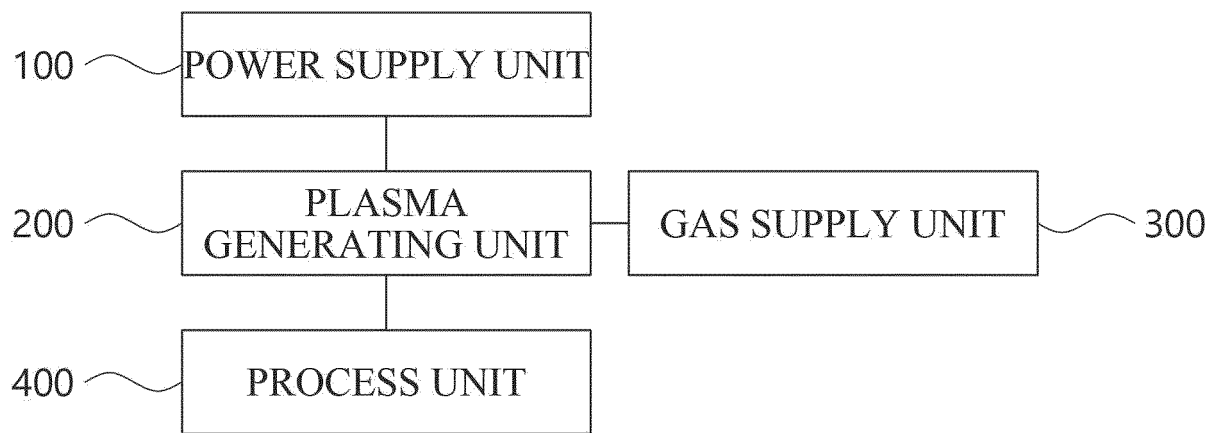 100
POWER SUPPLY UNIT
200
PLASMA
GENERATING UNIT
GAS SUPPLY UNIT
300
400
PROCESS UNIT